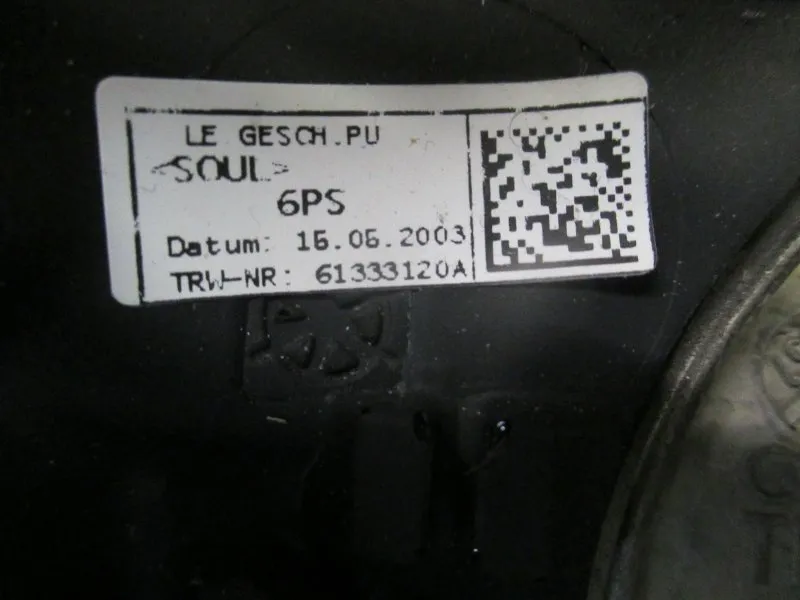 LE GESCH.PU
<SOUL>
6PS
Datum: 16.06.2003
TRW-NR: 61333120A